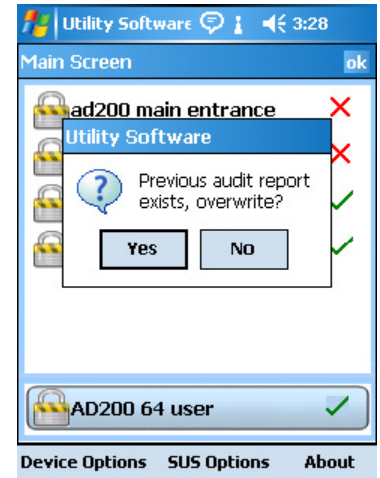 Utility Software 3:28
Main Screen ok
ad200 main entrance
Utility Software
Previous audit report
exists, overwrite?
Yes No
AD200 64 user
Device Options SUS Options About